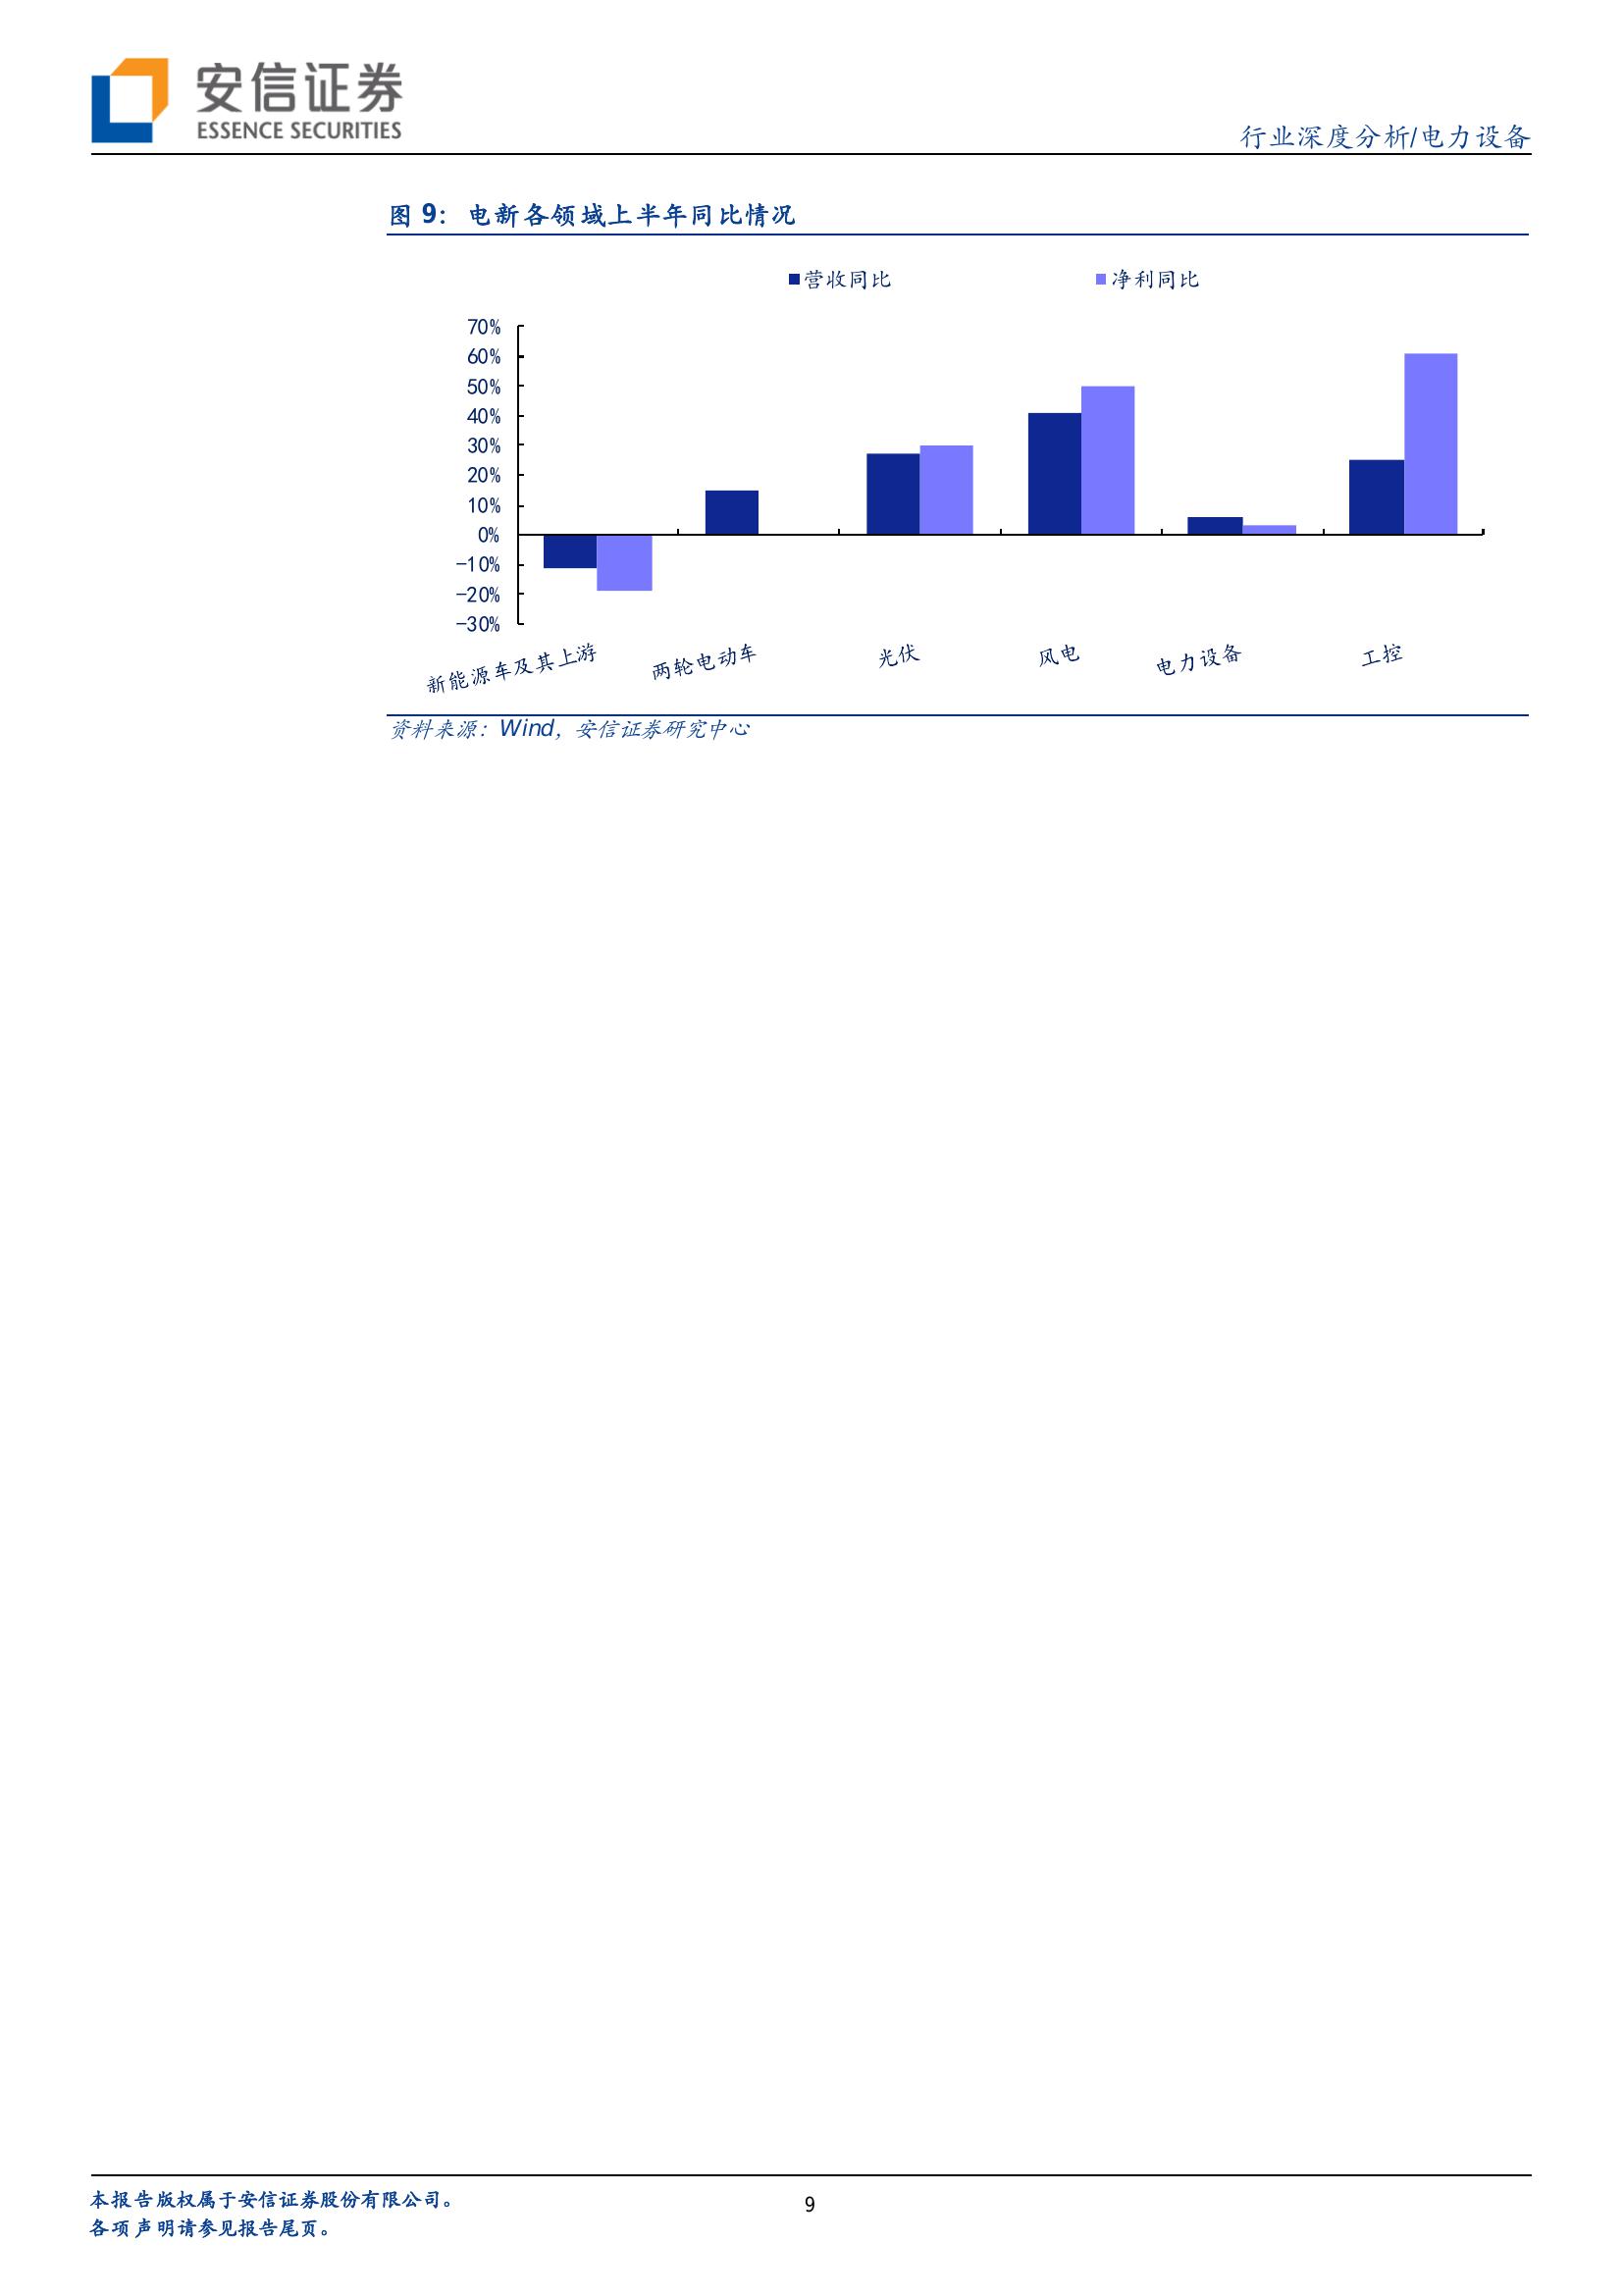 安信证券
ESSENCE SECURITIES
行业深度分析/电力设备
图 9： 电新各领域上半年同比情况
营收同比 净利同比
70%
60%
50%
40%
30%
20%
10%
0%
-10%
-20%
-30%
新能源车及其上游 两轮电动车 光伏 风电 电力设备 工控
资料来源：Wind，安信证券研究中心
本报告版权属于安信证券股份有限公司。
9
各项声明请参见报告尾页。